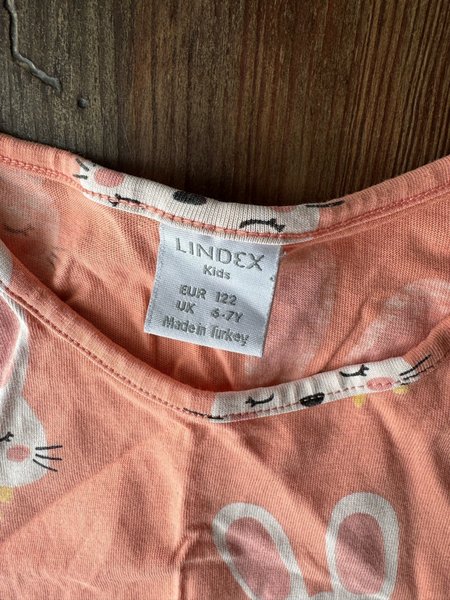 LINDEX
Kids
EUR 122
UK 6-7Y
Made in Turkey